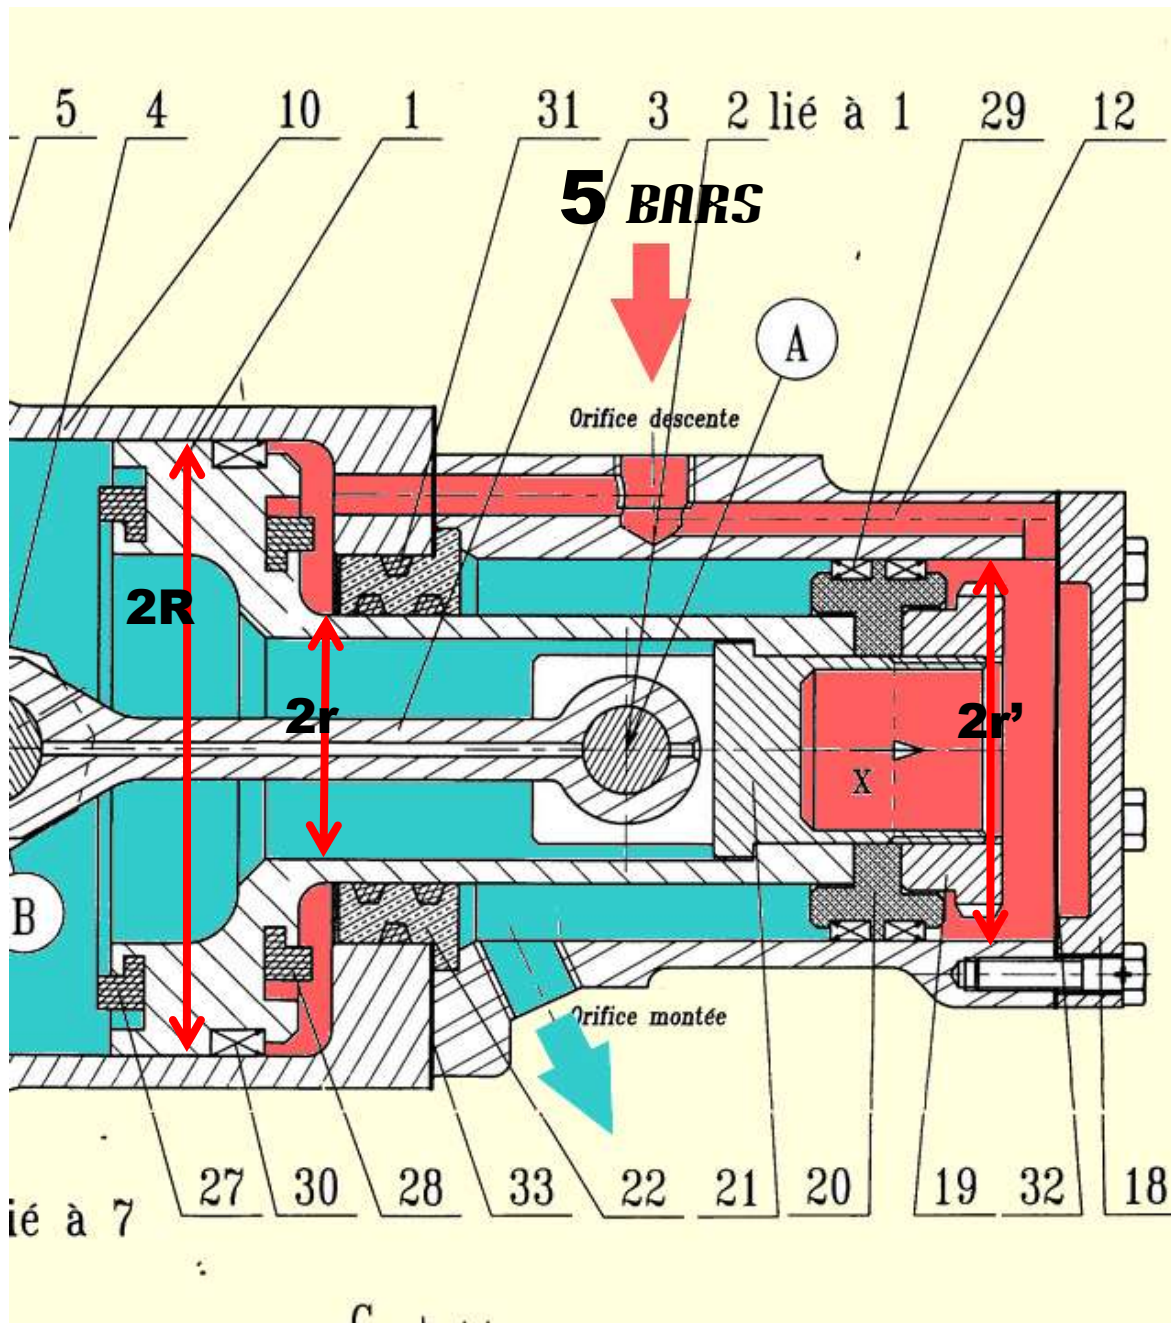 5 4 10 1 31 3 2 lié à 1 29 12
5 BARS
A
Orifice descente
2R
2r
2r'
X
B
Orifice montée
27 30 28 33 22 21 20 19 32 18
ié à 7